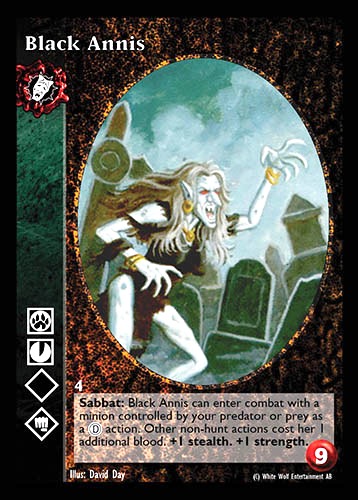 Black Annis
4
Sabbat: Black Annis can enter combat with a
minion controlled by your predator or prey as
a Ⓓ action. Other non-hunt actions cost her 1
additional blood. +1 stealth. +1 strength.
9
Illus: David Day
(C) White Wolf Entertainment AB